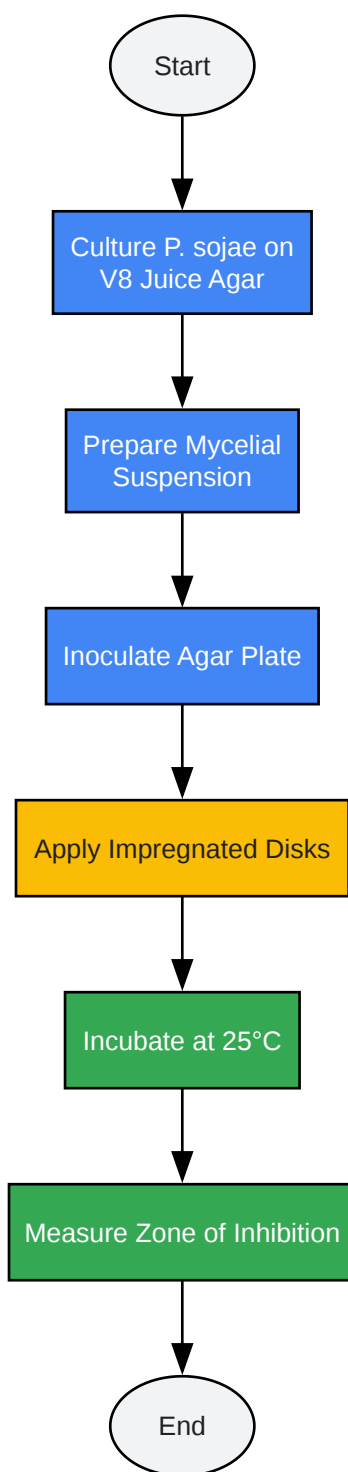 Start
Culture P. sojae on
V8 Juice Agar
Prepare Mycelial
Suspension
Inoculate Agar Plate
Apply Impregnated Disks
Incubate at 25°C
Measure Zone of Inhibition
End